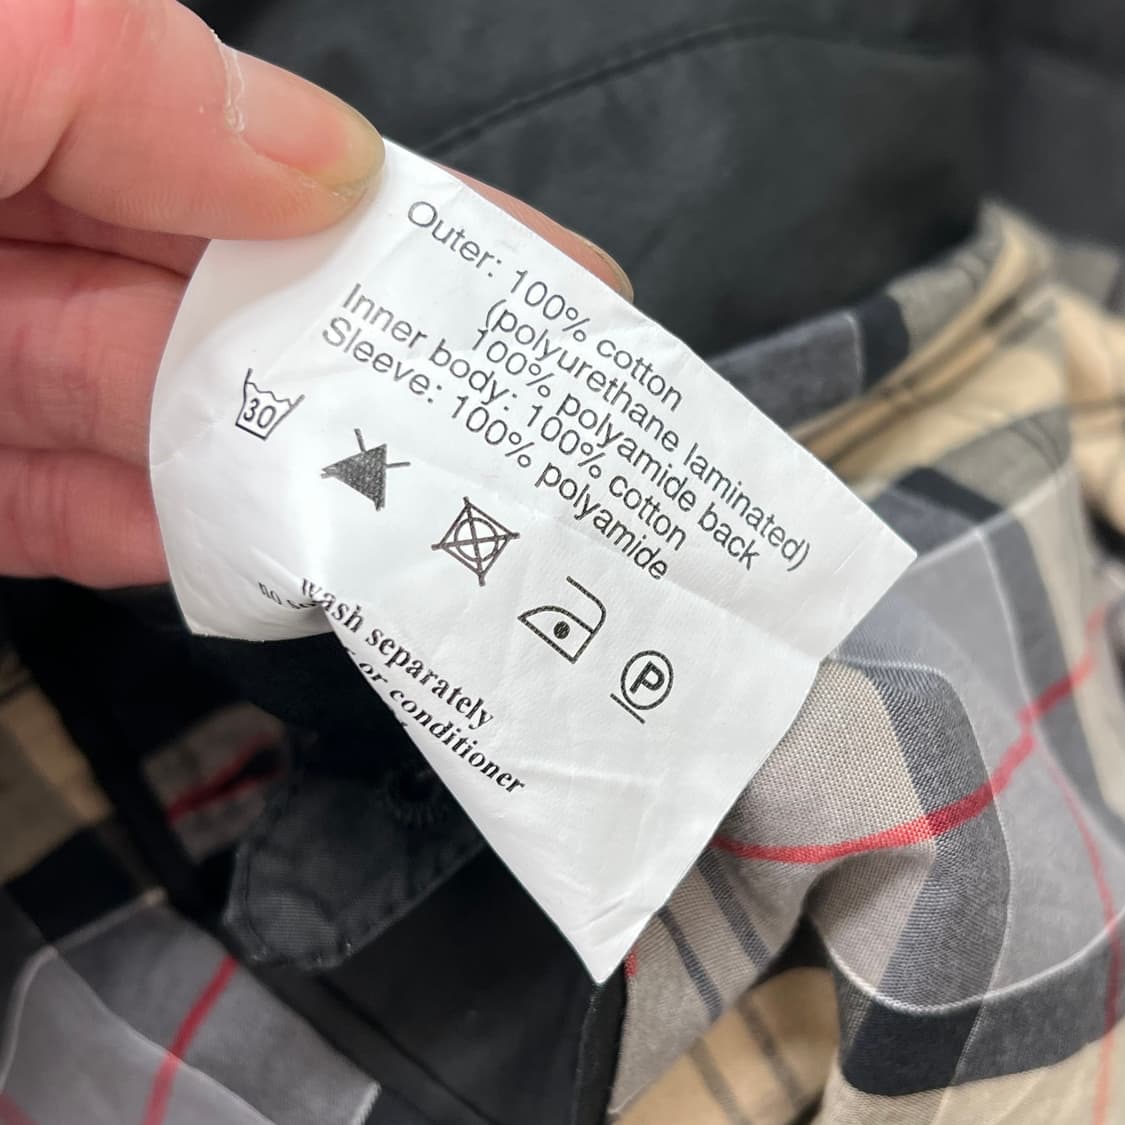 Outer: 100% cotton
(polyurethane laminated)
100% polyamide back
Inner body: 100% cotton
Sleeve: 100% polyamide
30
P
wash separately
no or conditioner